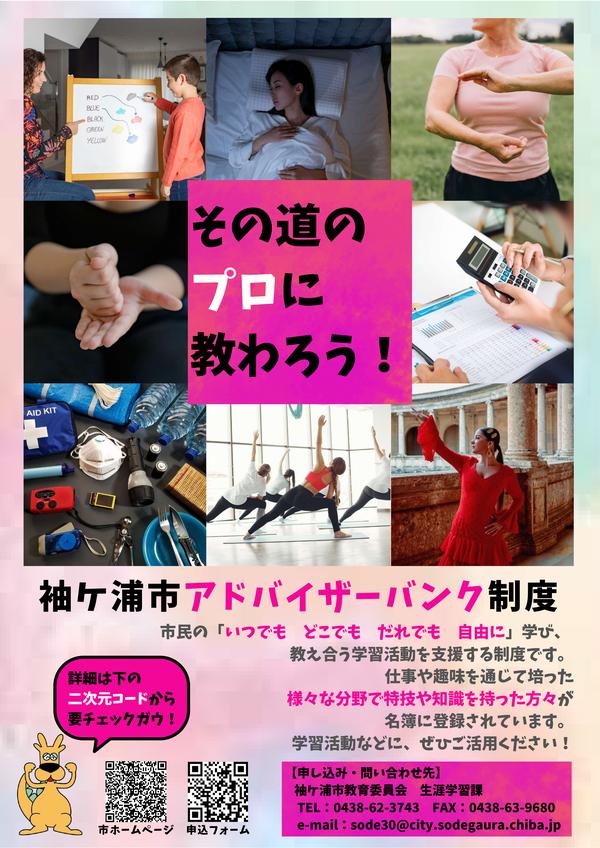 RED
BLUE
BLACK
GREEN
YELLOW
その道の
プロに
教わろう！
AID KIT
袖ケ浦市アドバイザーバンク制度
市民の「いつでも　どこでも　だれでも　自由に」学び、
教え合う学習活動を支援する制度です。
仕事や趣味を通じて培った
様々な分野で特技や知識を持った方々が
名簿に登録されています。
学習活動などに、ぜひご活用ください！
詳細は下の
二次元コードから
要チェックガウ！
市ホームページ
申込フォーム
【申し込み・問い合わせ先】
袖ケ浦市教育委員会　生涯学習課
TEL：0438-62-3743　FAX：0438-63-9680
e-mail：sode30@city.sodegaura.chiba.jp